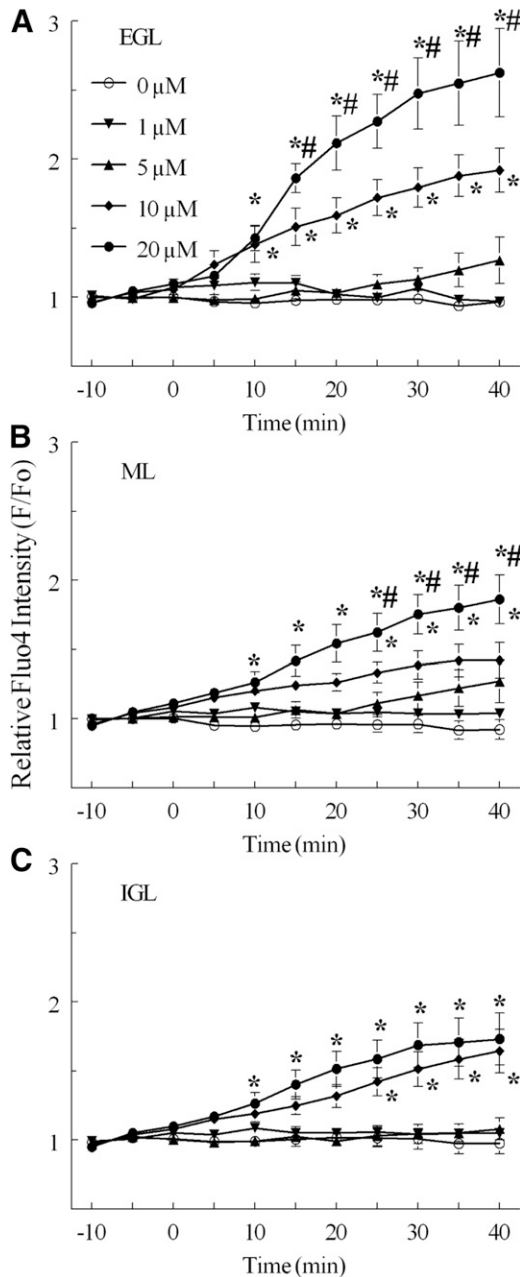 A
EGL
0 µM
1 µM
5 µM
10 µM
20 µM
3
2
1
* * * * * * *
*# *# *# *# *# *#
*
-10 0 10 20 30 40
Time (min)
B
ML
Relative Fluo4 Intensity (F/Fo)
3
2
1
*# *# *# *#
* * *
* * * *
-10 0 10 20 30 40
Time (min)
C
IGL
3
2
1
* * * * * * *
* * * *
-10 0 10 20 30 40
Time (min)